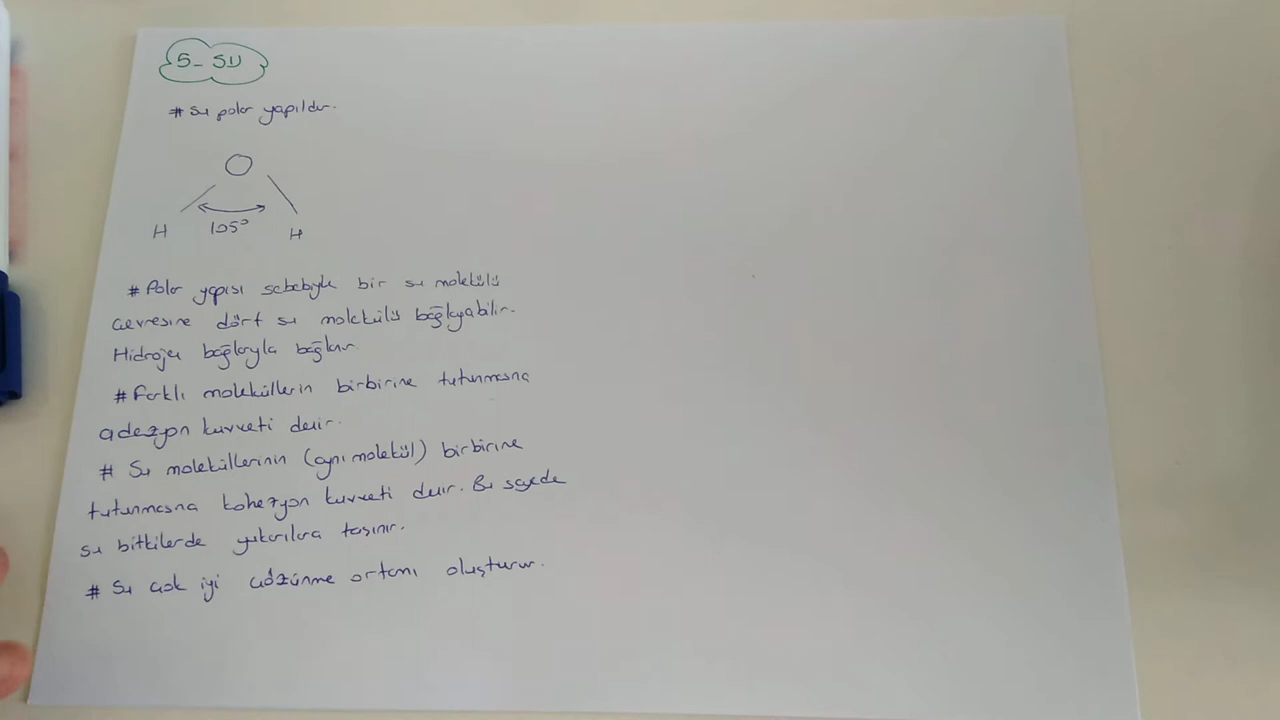 5- SU
# Su polar yapılıdır.
O
H 105° H
# Polar yapısı sebebiyle bir su molekülü
çevresine dört su molekülü bağlayabilir.
Hidrojen bağlarıyla bağlanır.
# Farklı moleküllerin birbirine tutunmasına
adezyon kuvveti denir.
# Su moleküllerinin (aynı molekül) birbirine
tutunmasına kohezyon kuvveti denir. Bu sayede
su bitkilerde yukarılara taşınır.
# Su çok iyi çözünme ortamı oluşturur.